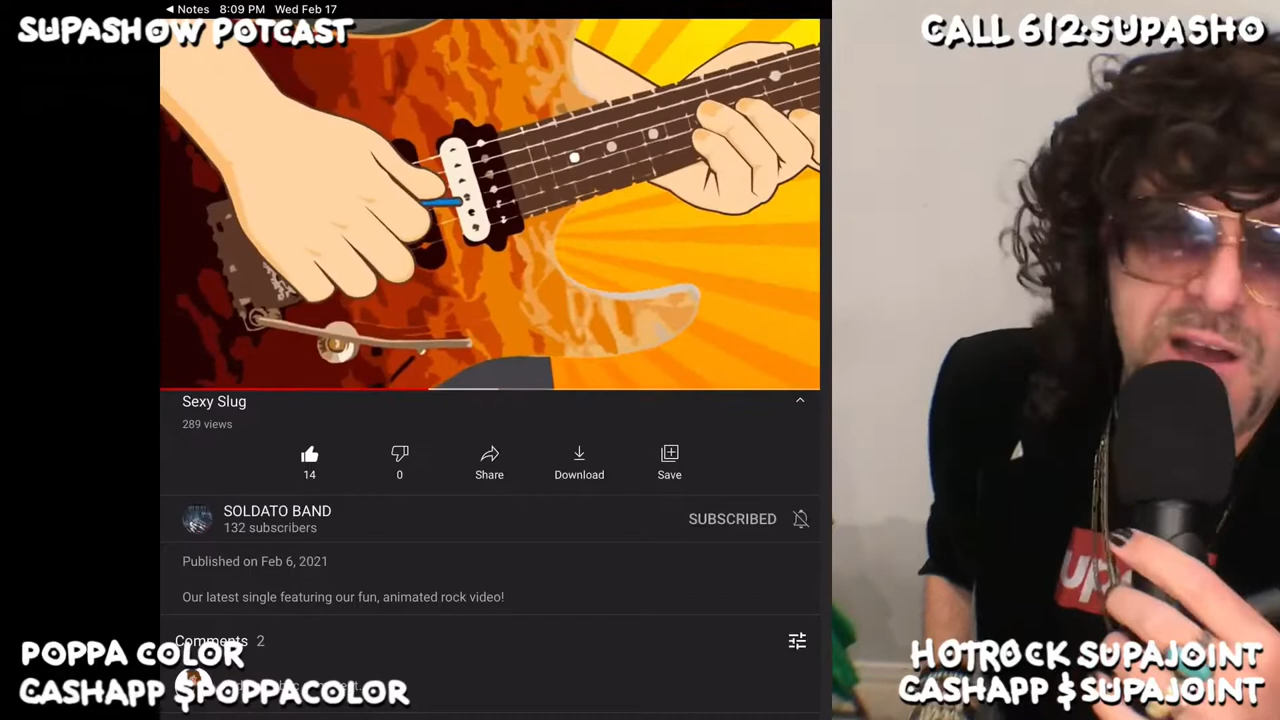 SUPASHOW POTCAST
CALL 612:SUPASHO
Notes 8:09 PM Wed Feb 17
Sexy Slug
289 views
14
0
Share
Download
Save
SOLDATO BAND
132 subscribers
SUBSCRIBED
Published on Feb 6, 2021
Our latest single featuring our fun, animated rock video!
Comments 2
POPPA COLOR
CASHAPP $POPPACOLOR
up
HOTROCK SUPAJOINT
CASHAPP $SUPAJOINT